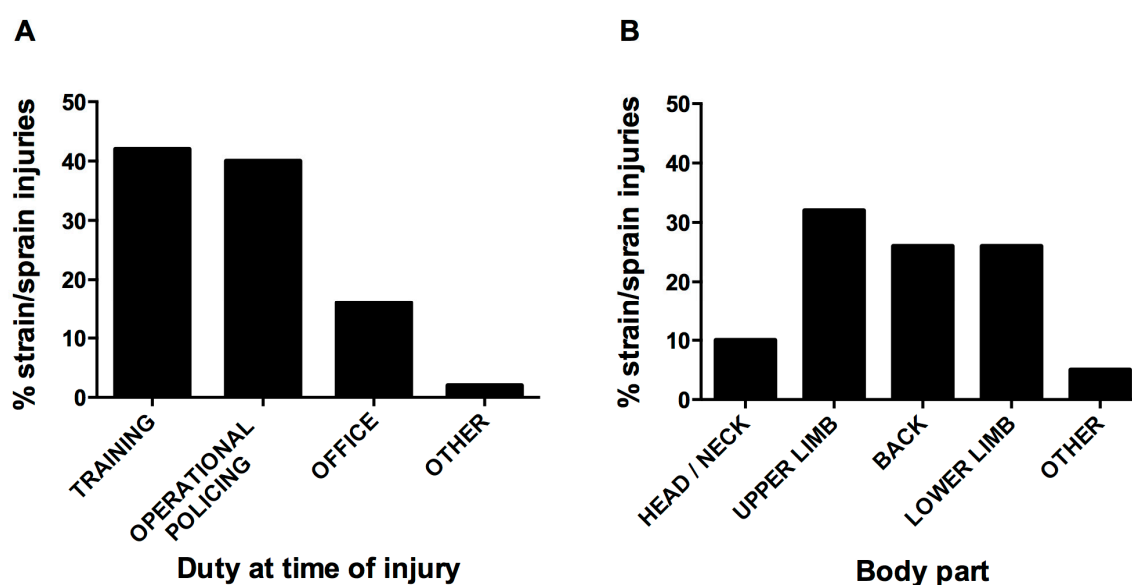 A
% strain/sprain injuries
50
40
30
20
10
0
TRAINING
OPERATIONAL
POLICING
OFFICE
OTHER
Duty at time of injury
B
% strain/sprain injuries
50
40
30
20
10
0
HEAD / NECK
UPPER LIMB
BACK
LOWER LIMB
OTHER
Body part